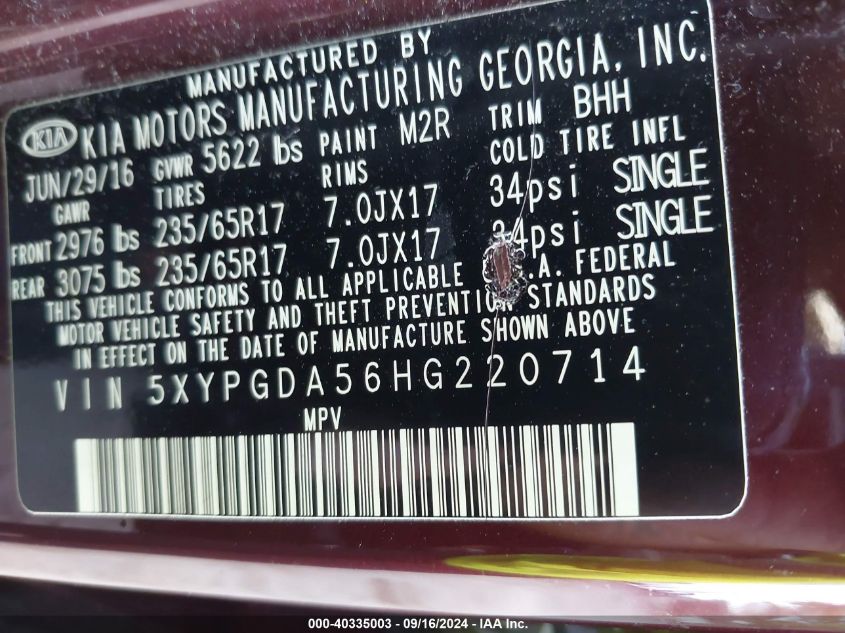 MANUFACTURED BY
KIA KIA MOTORS MANUFACTURING GEORGIA, INC.
JUN/29/16 GVWR 5622 lbs PAINT M2R TRIM BHH
GAWR TIRES RIMS COLD TIRE INFL
FRONT 2976 lbs 235/65R17 7.0JX17 34psi SINGLE
REAR 3075 lbs 235/65R17 7.0JX17 34psi SINGLE
THIS VEHICLE CONFORMS TO ALL APPLICABLE .A. FEDERAL
MOTOR VEHICLE SAFETY AND THEFT PREVENTION STANDARDS
IN EFFECT ON THE DATE OF MANUFACTURE SHOWN ABOVE
VIN 5XYPGDA56HG220714
MPV
000-40335003 - 09/16/2024 - IAA Inc.